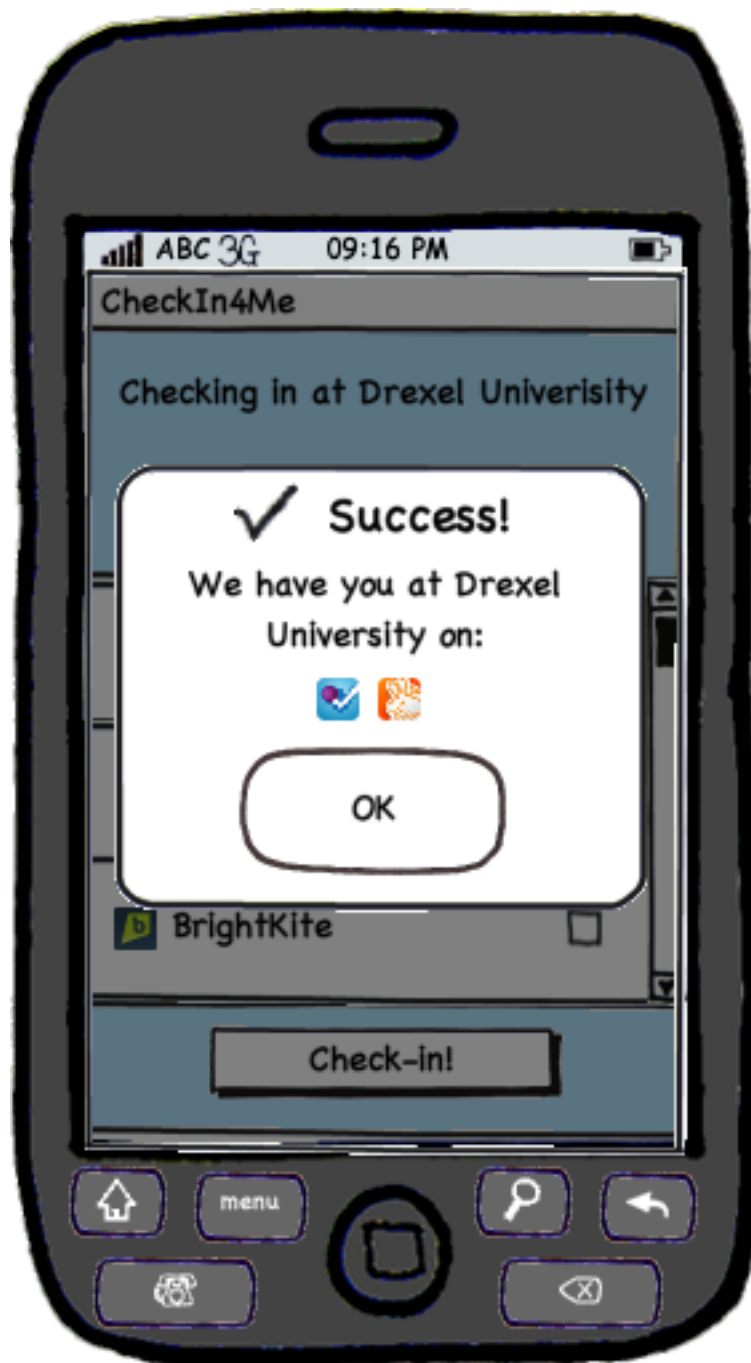 ABC 3G 09:16 PM
CheckIn4Me
Checking in at Drexel Univerisity
Success!
We have you at Drexel
University on:
OK
b BrightKite
Check-in!
menu